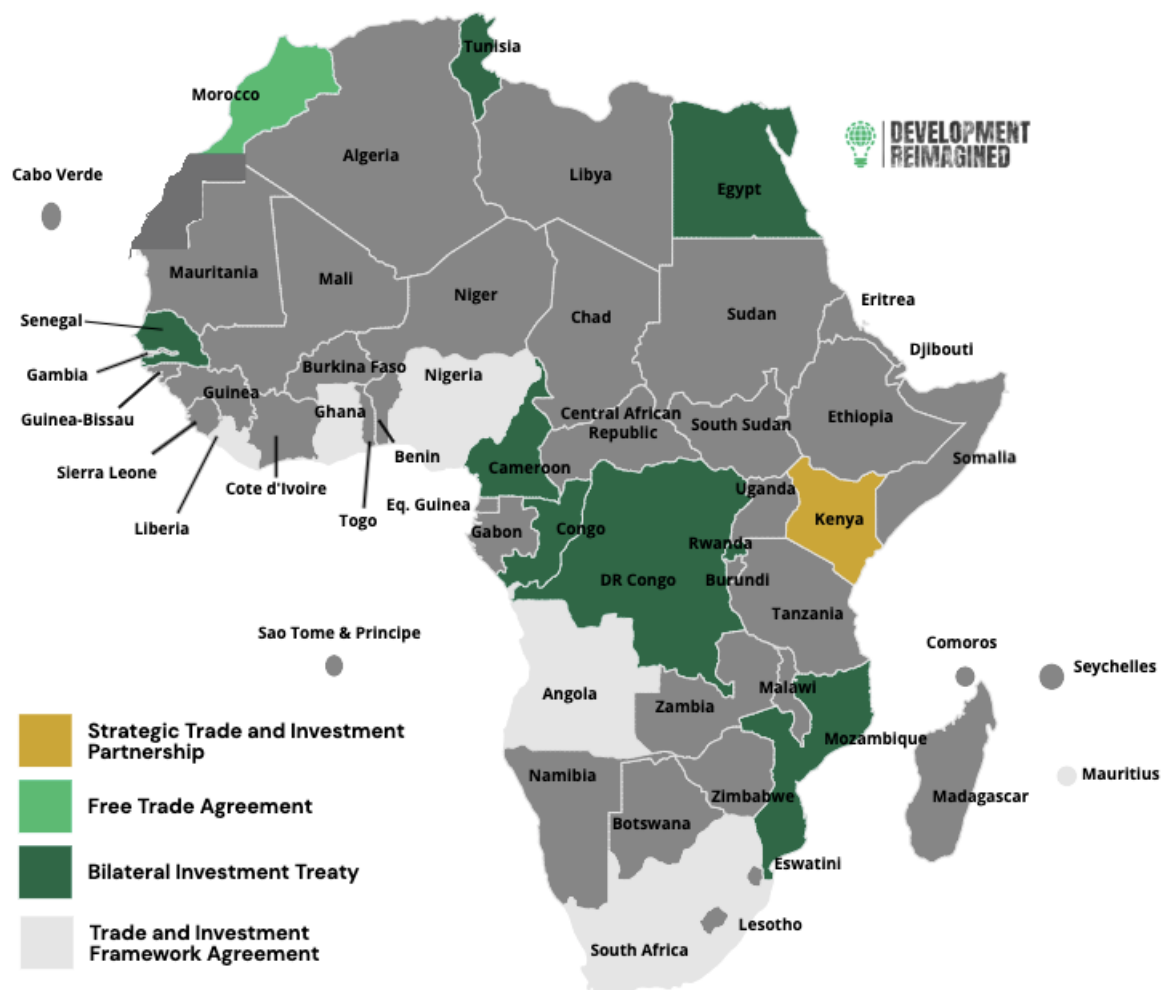 Tunisia
Morocco
DEVELOPMENT
REIMAGINED
Algeria
Libya
Cabo Verde
Egypt
Mauritania
Mali
Niger
Chad
Sudan
Eritrea
Senegal
Djibouti
Gambia
Burkina Faso
Nigeria
Guinea
Ghana
Central African
Republic
South Sudan
Ethiopia
Guinea-Bissau
Benin
Somalia
Sierra Leone
Cameroon
Cote d'Ivoire
Uganda
Liberia
Togo
Eq. Guinea
Gabon
Congo
Kenya
Rwanda
DR Congo
Burundi
Tanzania
Sao Tome & Principe
Comoros
Seychelles
Angola
Malawi
Zambia
Mozambique
Mauritius
Namibia
Zimbabwe
Madagascar
Botswana
Eswatini
Lesotho
South Africa
Strategic Trade and Investment
Partnership
Free Trade Agreement
Bilateral Investment Treaty
Trade and Investment
Framework Agreement